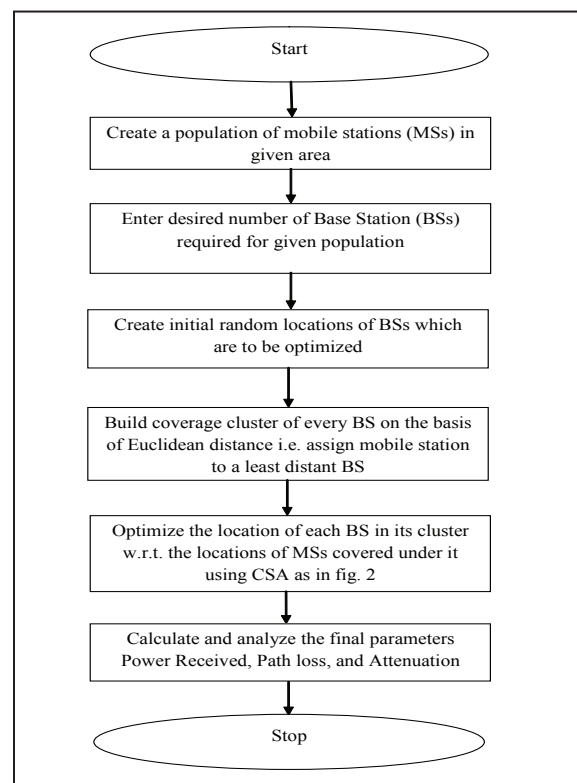 Start
Create a population of mobile stations (MSs) in
given area
Enter desired number of Base Station (BSs)
required for given population
Create initial random locations of BSs which
are to be optimized
Build coverage cluster of every BS on the basis
of Euclidean distance i.e. assign mobile station
to a least distant BS
Optimize the location of each BS in its cluster
w.r.t. the locations of MSs covered under it
using CSA as in fig. 2
Calculate and analyze the final parameters
Power Received, Path loss, and Attenuation
Stop